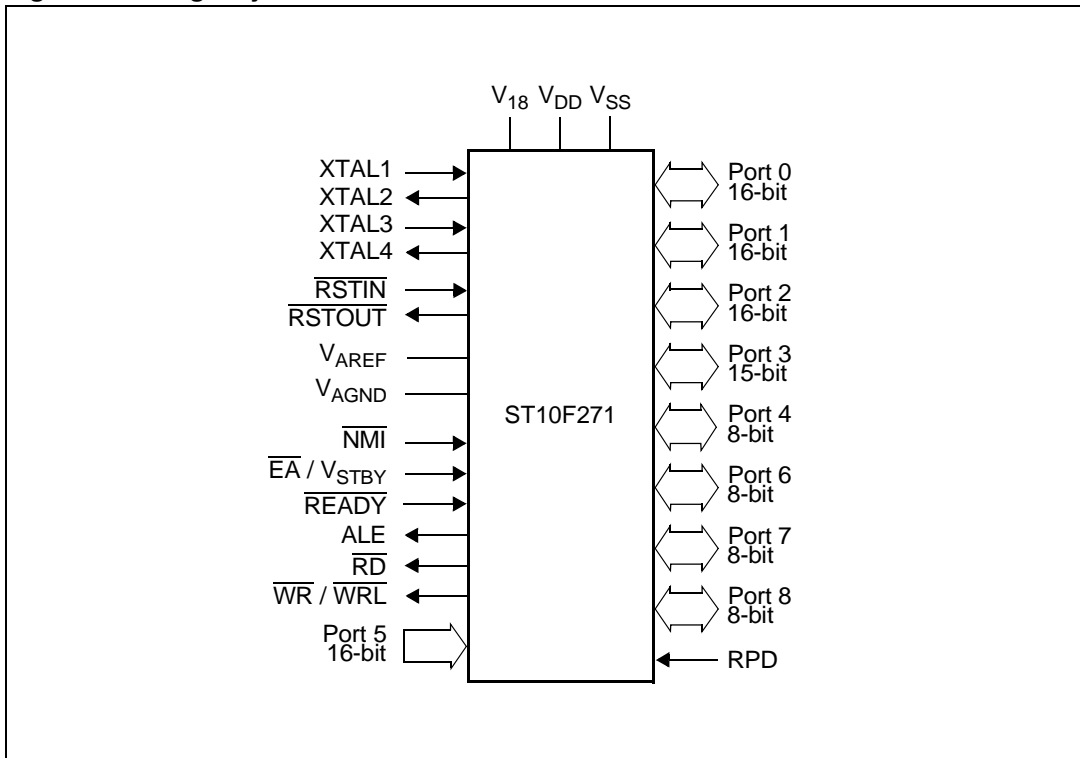 V18 VDD VSS
XTAL1
XTAL2
XTAL3
XTAL4
RSTIN
RSTOUT
VAREF
VAGND
NMI
EA / VSTBY
READY
ALE
RD
WR / WRL
Port 5
16-bit
ST10F271
Port 0
16-bit
Port 1
16-bit
Port 2
16-bit
Port 3
15-bit
Port 4
8-bit
Port 6
8-bit
Port 7
8-bit
Port 8
8-bit
RPD